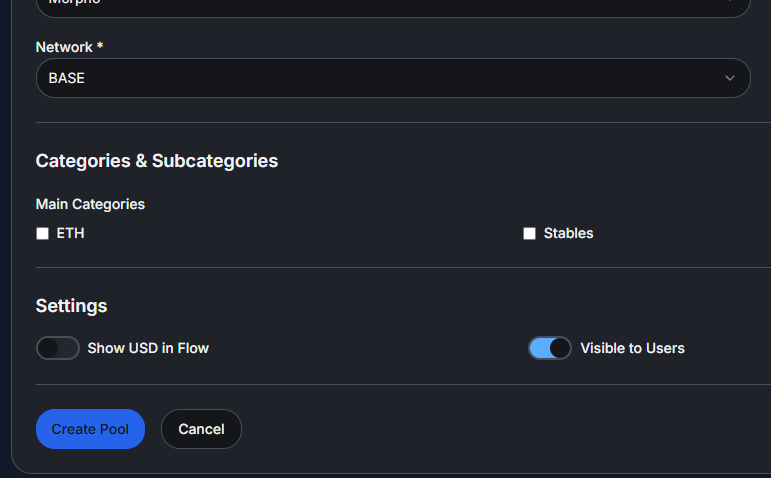 Morpho
Network *
BASE
Categories & Subcategories
Main Categories
ETH
Stables
Settings
Show USD in Flow
Visible to Users
Create Pool
Cancel